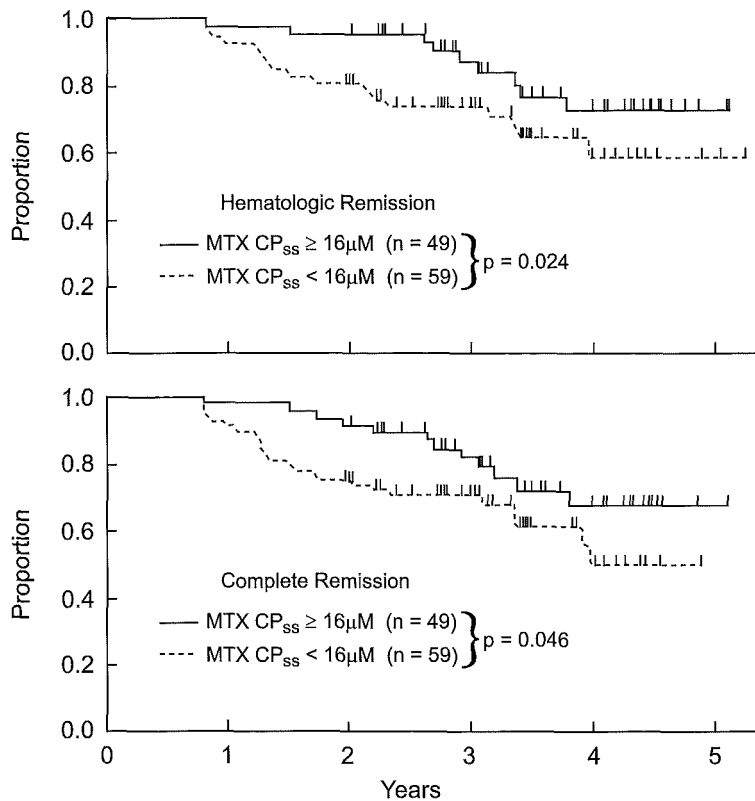 1.0
0.8
0.6
0.4
0.2
0.0
Proportion
Hematologic Remission
MTX CPss ≥ 16μM (n = 49)
MTX CPss < 16μM (n = 59)
p = 0.024
1.0
0.8
0.6
0.4
0.2
0.0
Proportion
Complete Remission
MTX CPss ≥ 16μM (n = 49)
MTX CPss < 16μM (n = 59)
p = 0.046
0 1 2 3 4 5
Years